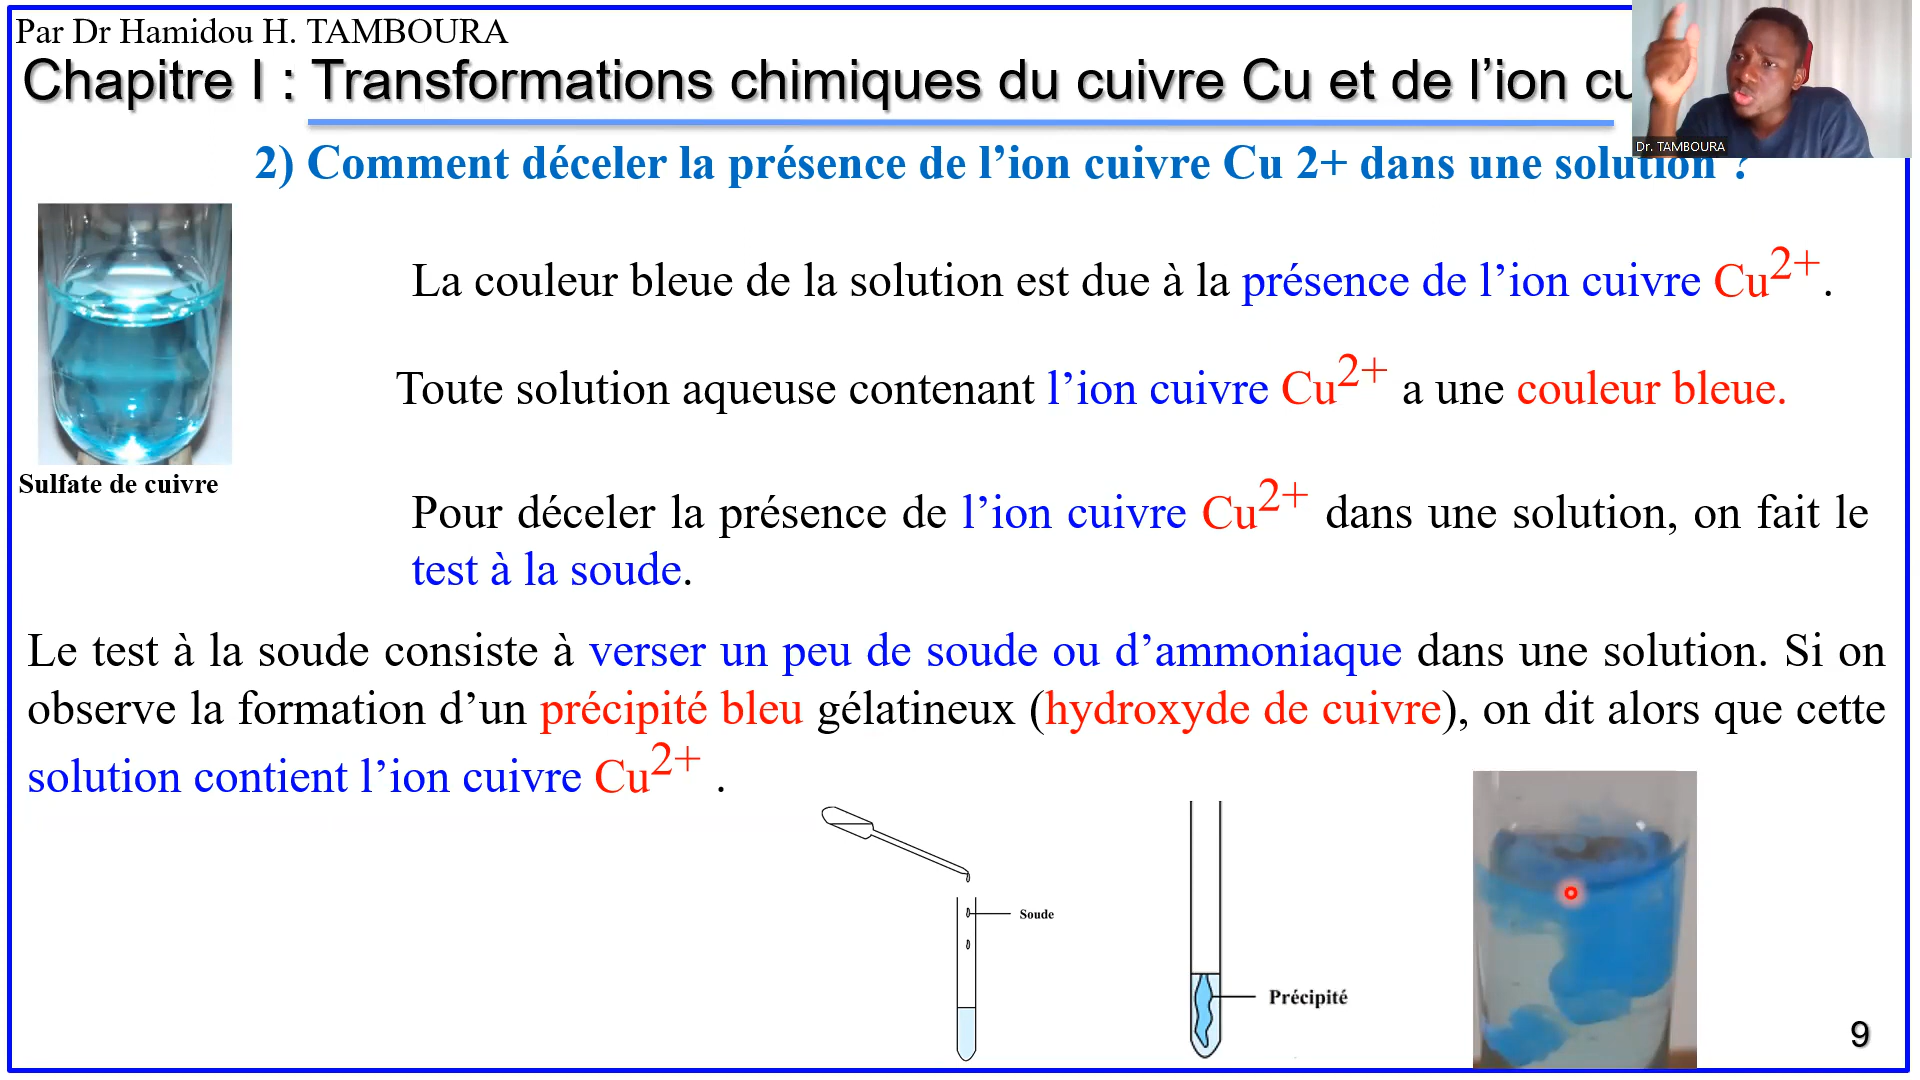 Par Dr Hamidou H. TAMBOURA
Chapitre I : Transformations chimiques du cuivre Cu et de l’ion
Dr. TAMBOURA
2) Comment déceler la présence de l’ion cuivre Cu 2+ dans une solution ?
La couleur bleue de la solution est due à la présence de l’ion cuivre Cu²⁺.
Toute solution aqueuse contenant l’ion cuivre Cu²⁺ a une couleur bleue.
Sulfate de cuivre
Pour déceler la présence de l’ion cuivre Cu²⁺ dans une solution, on fait le
test à la soude.
Le test à la soude consiste à verser un peu de soude ou d’ammoniaque dans une solution. Si on
observe la formation d’un précipité bleu gélatineux (hydroxyde de cuivre), on dit alors que cette
solution contient l’ion cuivre Cu²⁺ .
Soude
Précipité
9